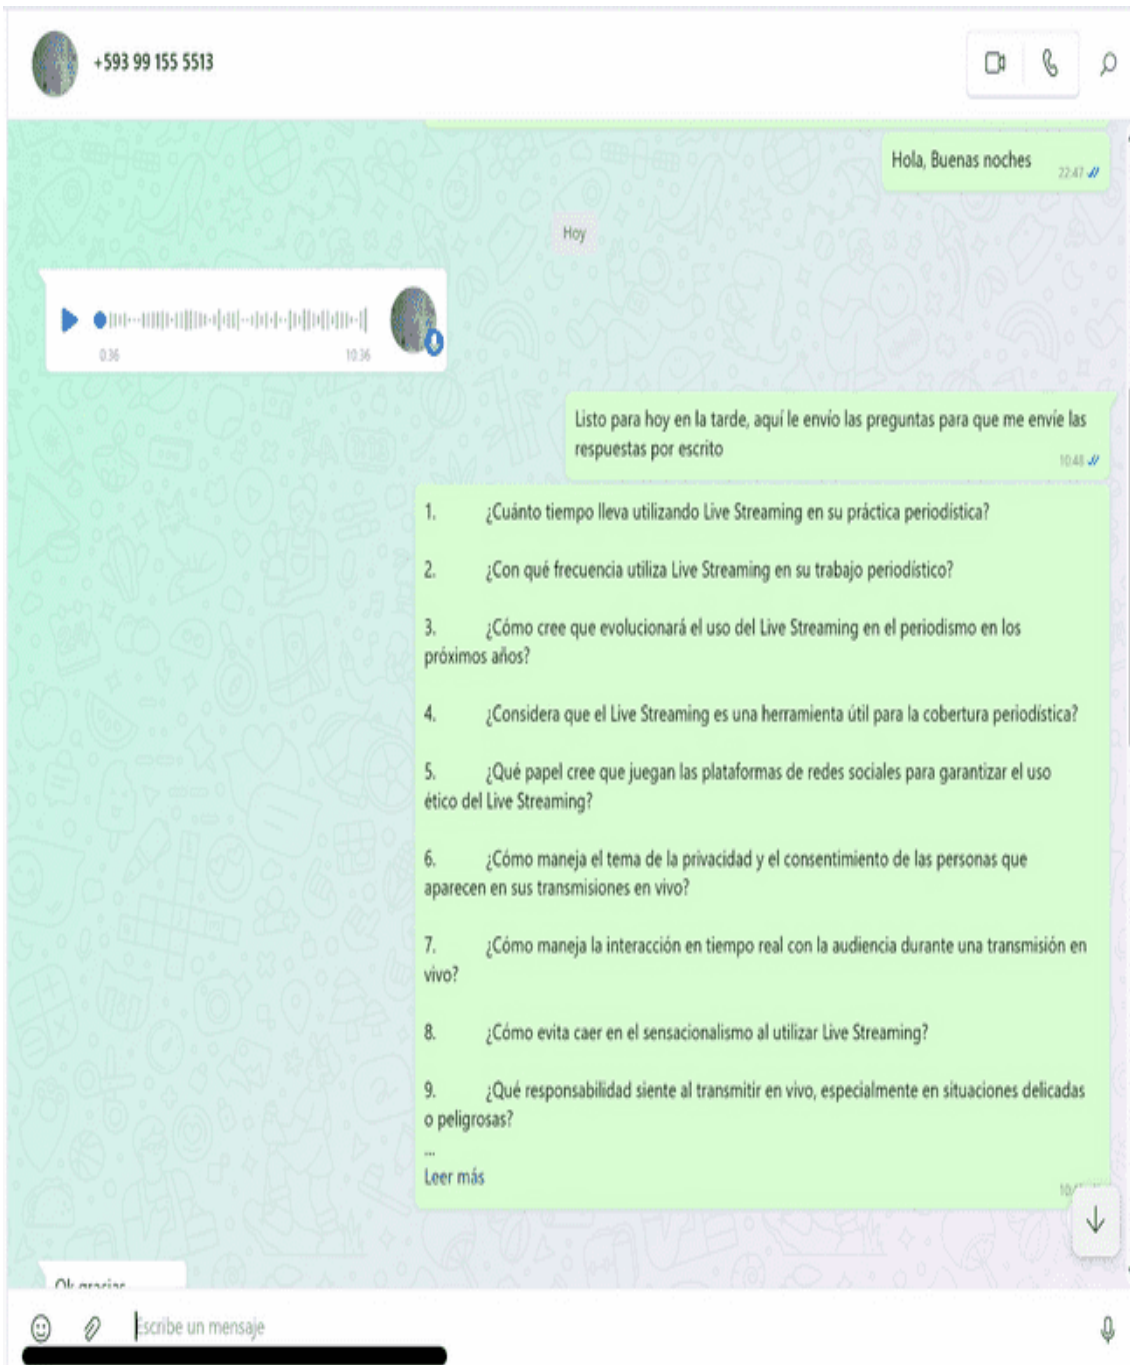 +593 99 155 5513
Hola, Buenas noches
22:47
Hoy
0:36
10:36
Listo para hoy en la tarde, aquí le envío las preguntas para que me envíe las
respuestas por escrito
10:48
1. ¿Cuánto tiempo lleva utilizando Live Streaming en su práctica periodística?
2. ¿Con qué frecuencia utiliza Live Streaming en su trabajo periodístico?
3. ¿Cómo cree que evolucionará el uso del Live Streaming en el periodismo en los
próximos años?
4. ¿Considera que el Live Streaming es una herramienta útil para la cobertura periodística?
5. ¿Qué papel cree que juegan las plataformas de redes sociales para garantizar el uso
ético del Live Streaming?
6. ¿Cómo maneja el tema de la privacidad y el consentimiento de las personas que
aparecen en sus transmisiones en vivo?
7. ¿Cómo maneja la interacción en tiempo real con la audiencia durante una transmisión en
vivo?
8. ¿Cómo evita caer en el sensacionalismo al utilizar Live Streaming?
9. ¿Qué responsabilidad siente al transmitir en vivo, especialmente en situaciones delicadas
o peligrosas?
...
Leer más
Ok gracias
Escribe un mensaje